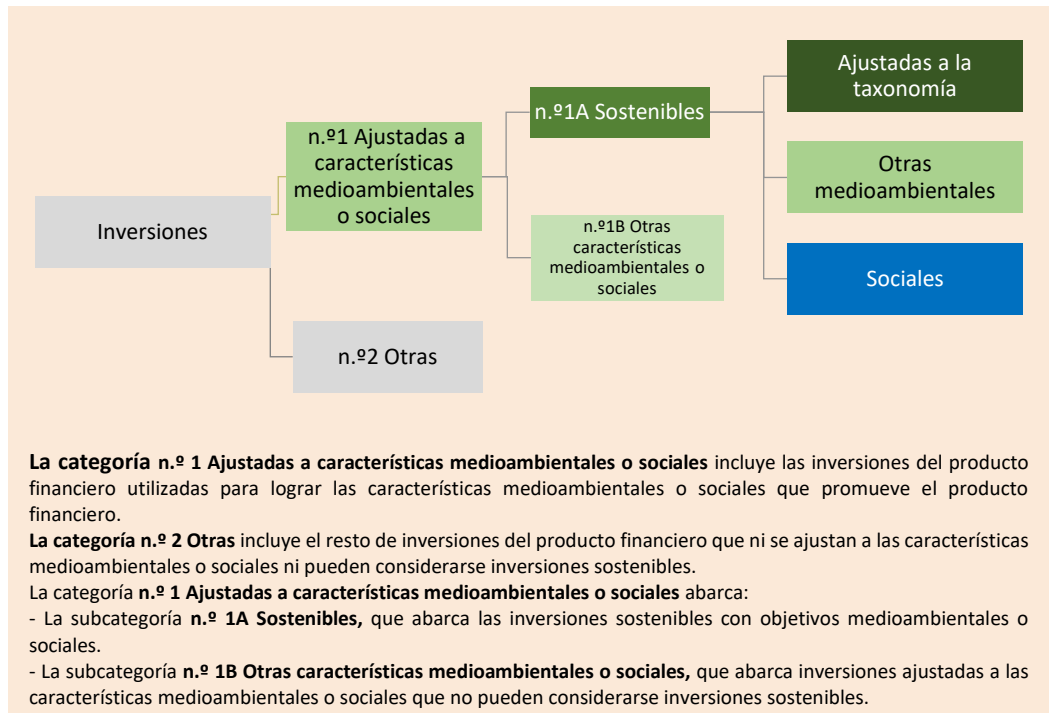 Inversiones
n.º1 Ajustadas a
características
medioambientales
o sociales
n.º2 Otras
n.º1A Sostenibles
n.º1B Otras
características
medioambientales o
sociales
Ajustadas a la
taxonomía
Otras
medioambientales
Sociales
La categoría n.º 1 Ajustadas a características medioambientales o sociales incluye las inversiones del producto
financiero utilizadas para lograr las características medioambientales o sociales que promueve el producto
financiero.
La categoría n.º 2 Otras incluye el resto de inversiones del producto financiero que ni se ajustan a las características
medioambientales o sociales ni pueden considerarse inversiones sostenibles.
La categoría n.º 1 Ajustadas a características medioambientales o sociales abarca:
- La subcategoría n.º 1A Sostenibles, que abarca las inversiones sostenibles con objetivos medioambientales o
sociales.
- La subcategoría n.º 1B Otras características medioambientales o sociales, que abarca inversiones ajustadas a las
características medioambientales o sociales que no pueden considerarse inversiones sostenibles.